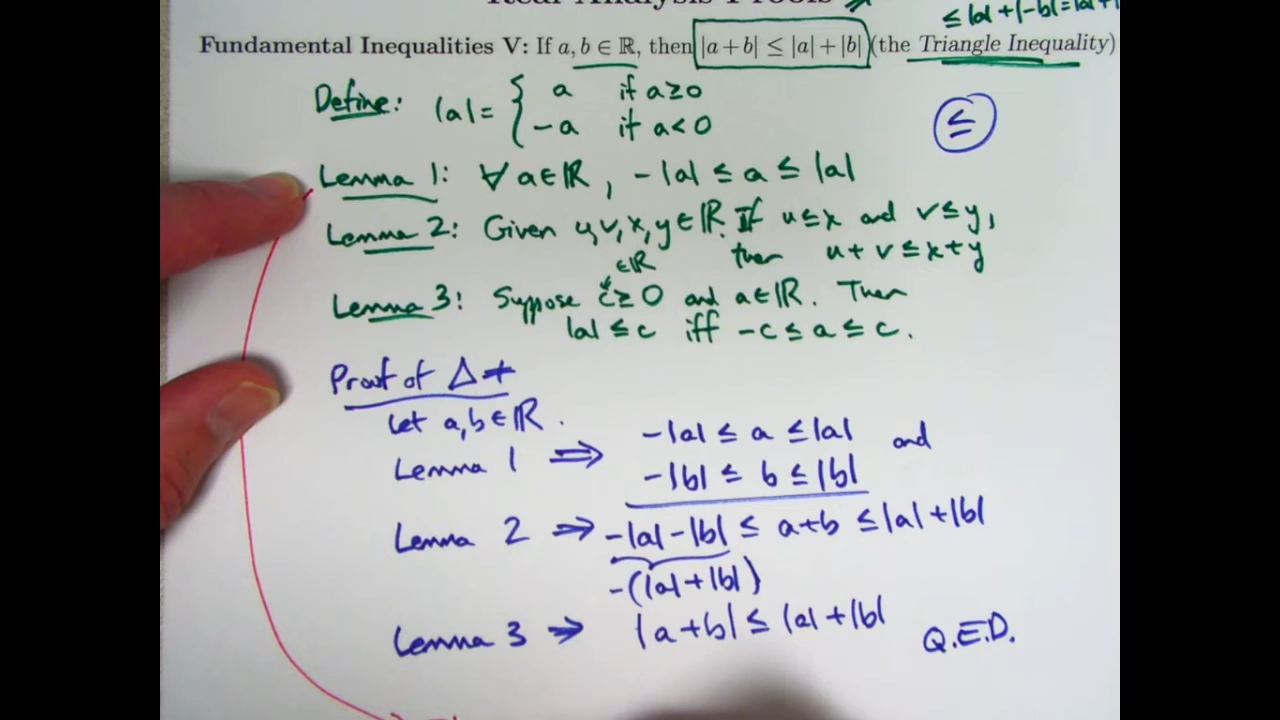 Real Analysis Proofs
≤ |a| + |-b| = |a| +
Fundamental Inequalities V: If a, b ∈ ℝ, then |a + b| ≤ |a| + |b| (the Triangle Inequality)
Define: |a| = { a if a ≥ 0
-a if a < 0
≤
Lemma 1: ∀ a ∈ ℝ, -|a| ≤ a ≤ |a|
Lemma 2: Given u, v, x, y ∈ ℝ. If u ≤ x and v ≤ y,
then u + v ≤ x + y
∈ ℝ
Lemma 3: Suppose c ≥ 0 and a ∈ ℝ. Then
|a| ≤ c iff -c ≤ a ≤ c.
Proof of Δ ≠
Let a, b ∈ ℝ.
Lemma 1 ⟹ -|a| ≤ a ≤ |a| and
-|b| ≤ b ≤ |b|
Lemma 2 ⟹ -|a| - |b| ≤ a + b ≤ |a| + |b|
-(|a| + |b|)
Lemma 3 ⟹ |a + b| ≤ |a| + |b|
Q.E.D.